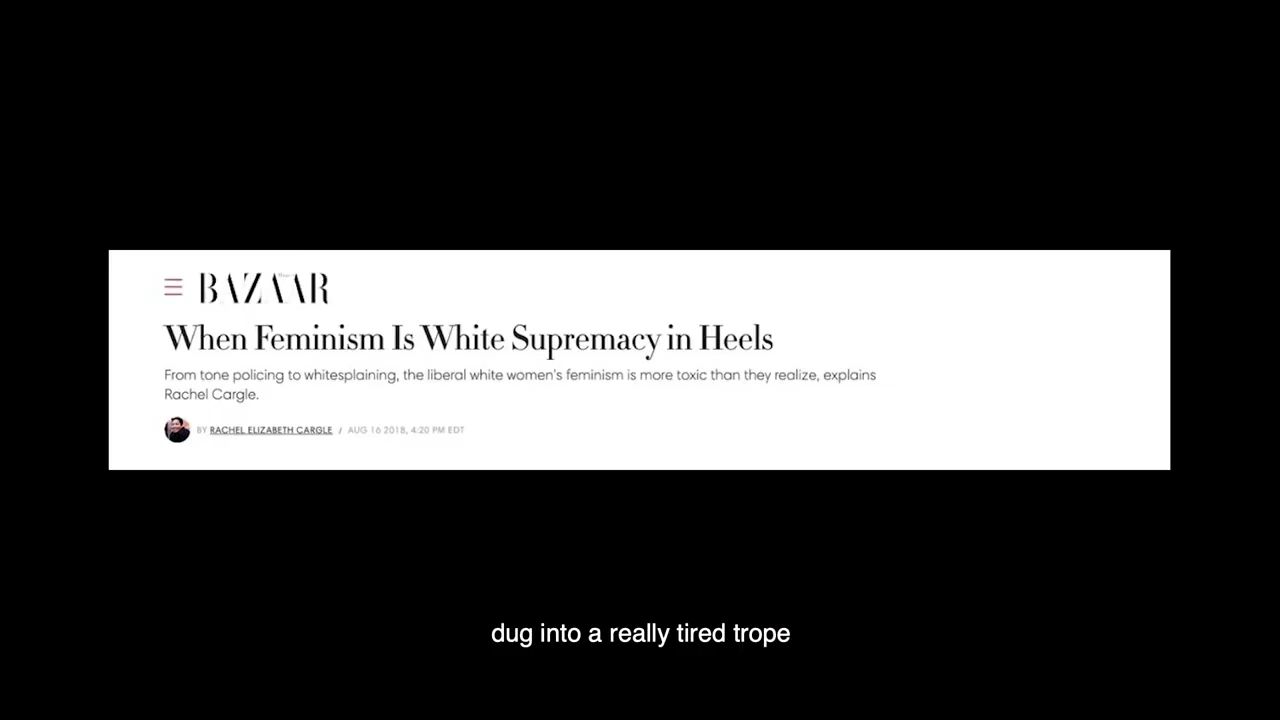 BAZAAR
When Feminism Is White Supremacy in Heels
From tone policing to whitesplaining, the liberal white women's feminism is more toxic than they realize, explains
Rachel Cargle.
BY RACHEL ELIZABETH CARGLE / AUG 16 2018, 4:20 PM EDT
dug into a really tired trope